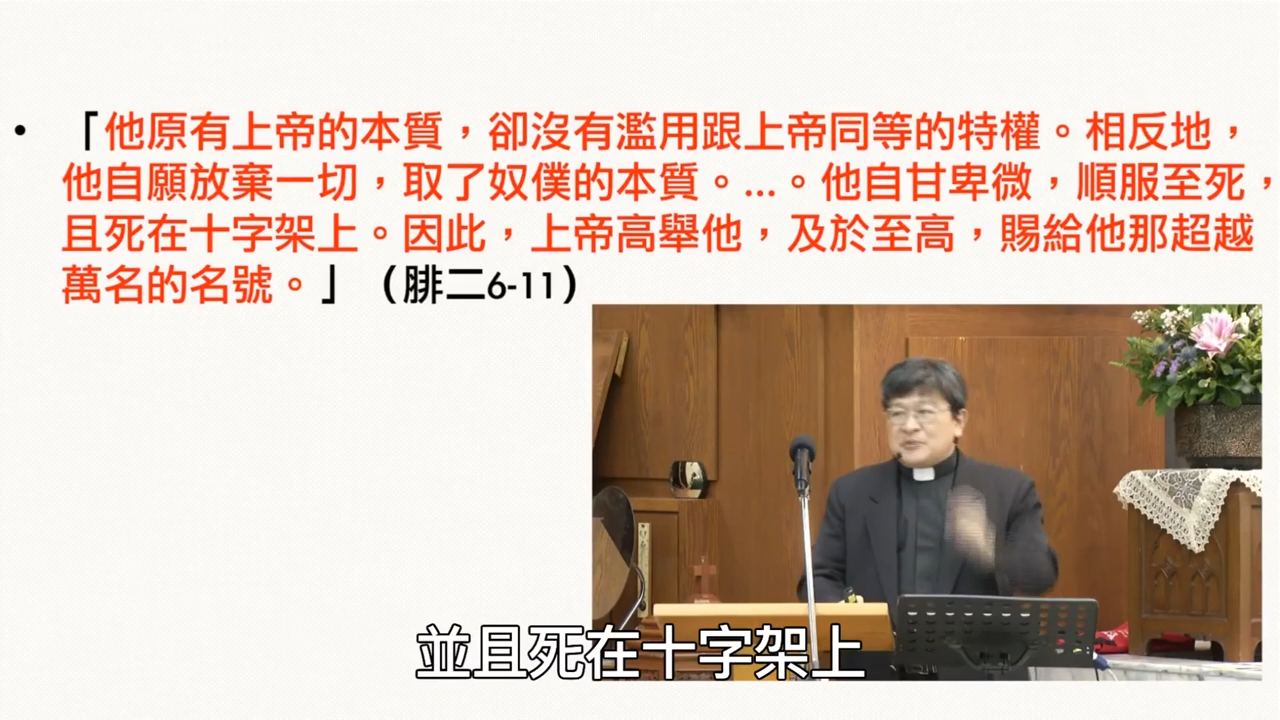 •「他原有上帝的本質，卻沒有濫用跟上帝同等的特權。相反地，
他自願放棄一切，取了奴僕的本質。...。他自甘卑微，順服至死，
且死在十字架上。因此，上帝高舉他，及於至高，賜給他那超越
萬名的名號。」（腓二6-11）
並且死在十字架上